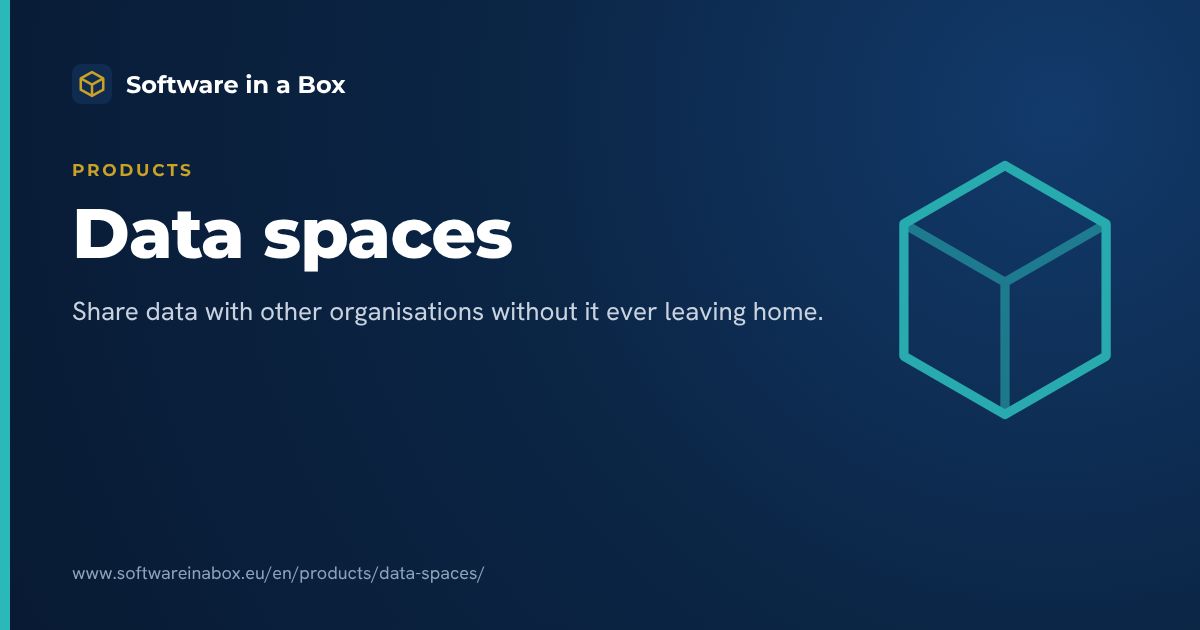 Software in a Box
PRODUCTS
Data spaces
Share data with other organisations without it ever leaving home.
www.softwareinabox.eu/en/products/data-spaces/